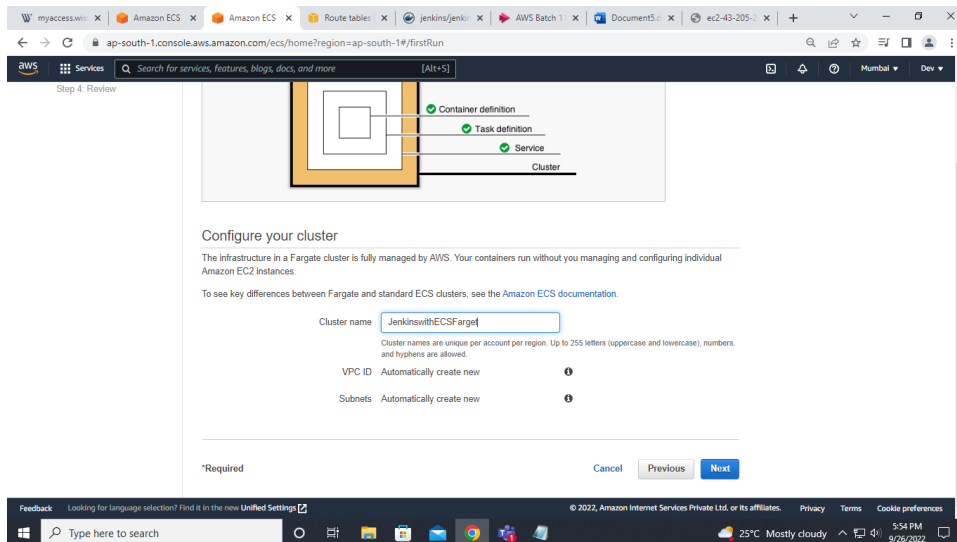 myaccess.wis
Amazon ECS
Amazon ECS
Route tables
jenkins/jenkin
AWS Batch 1
Document5.d
ec2-43-205-2
ap-south-1.console.aws.amazon.com/ecs/home?region=ap-south-1#/firstRun
aws
Services
Search for services, features, blogs, docs, and more
[Alt+S]
Mumbai
Dev
Step 4: Review
Container definition
Task definition
Service
Cluster
Configure your cluster
The infrastructure in a Fargate cluster is fully managed by AWS. Your containers run without you managing and configuring individual
Amazon EC2 instances.
To see key differences between Fargate and standard ECS clusters, see the Amazon ECS documentation.
Cluster name
JenkinswithECSFarget
Cluster names are unique per account per region. Up to 255 letters (uppercase and lowercase), numbers,
and hyphens are allowed.
VPC ID Automatically create new
Subnets Automatically create new
*Required
Cancel
Previous
Next
Feedback
Looking for language selection? Find it in the new Unified Settings
© 2022, Amazon Internet Services Private Ltd. or its affiliates.
Privacy
Terms
Cookie preferences
Type here to search
25°C Mostly cloudy
5:54 PM
9/26/2022